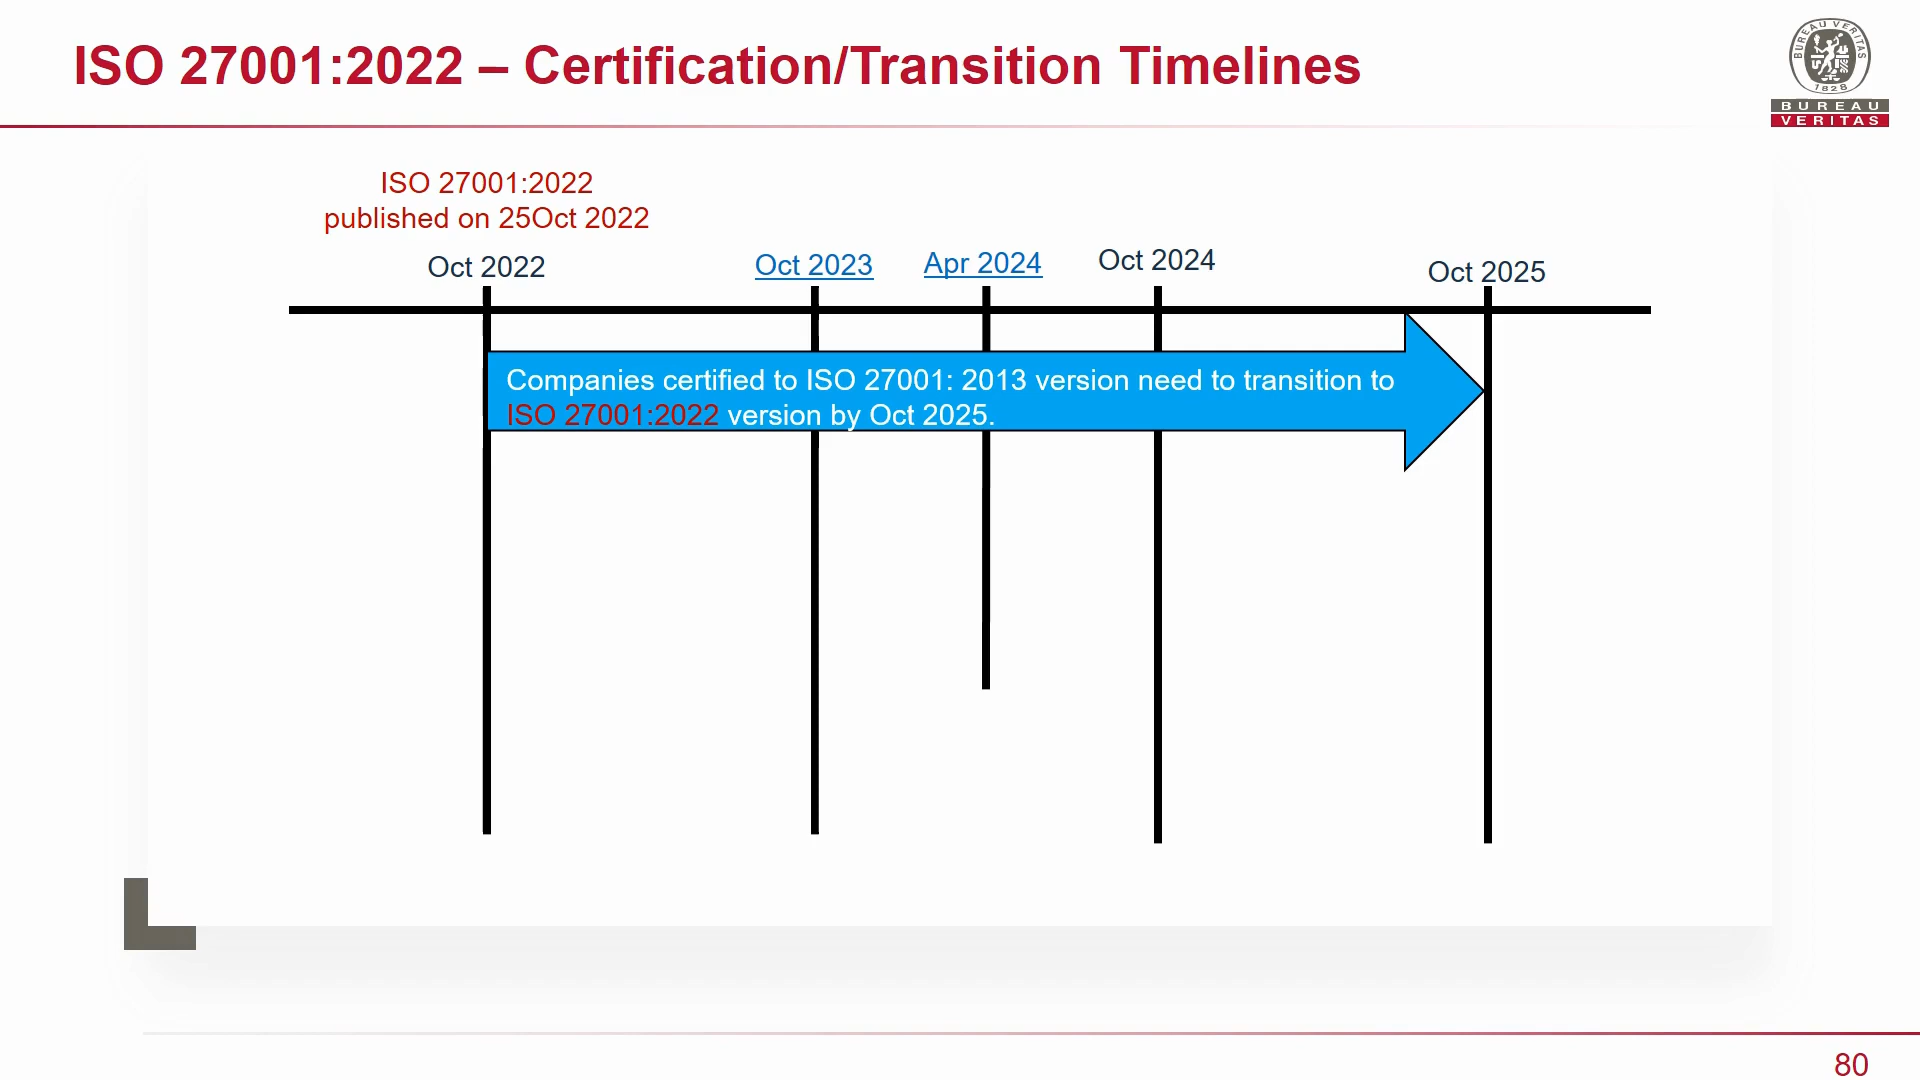 ISO 27001:2022 – Certification/Transition Timelines
BUREAU VERITAS
1828
BUREAU
VERITAS
ISO 27001:2022
published on 25Oct 2022
Oct 2022
Oct 2023
Apr 2024
Oct 2024
Oct 2025
Companies certified to ISO 27001: 2013 version need to transition to
ISO 27001:2022 version by Oct 2025.
80